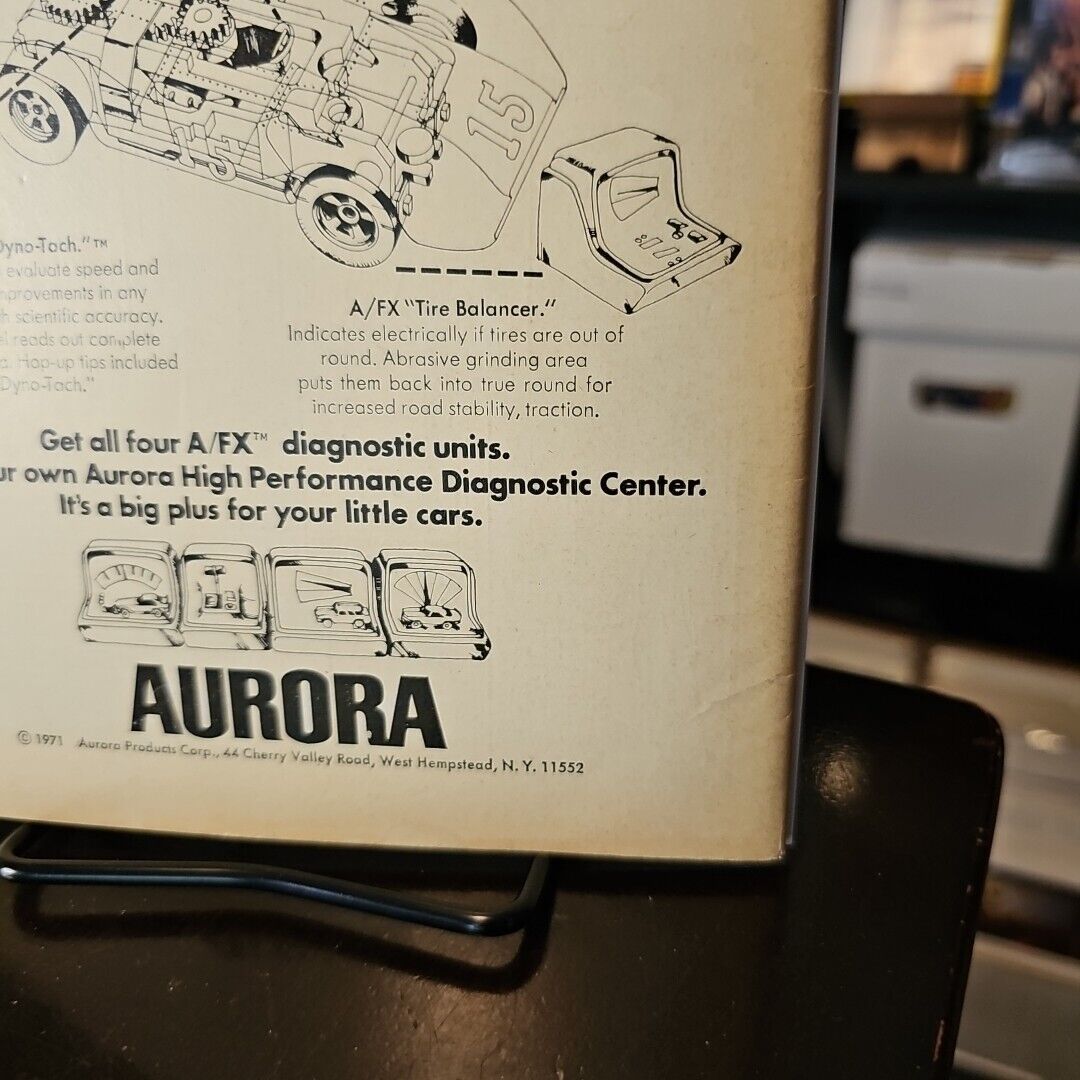 15
15
Dyno-Tach."™
evaluate speed and
improvements in any
scientific accuracy.
reads out complete
Hop-up tips included
Dyno-Tach."
A/FX "Tire Balancer."
Indicates electrically if tires are out of
round. Abrasive grinding area
puts them back into true round for
increased road stability, traction.
Get all four A/FX™ diagnostic units.
own Aurora High Performance Diagnostic Center.
It's a big plus for your little cars.
AURORA
© 1971 Aurora Products Corp., 44 Cherry Valley Road, West Hempstead, N. Y. 11552